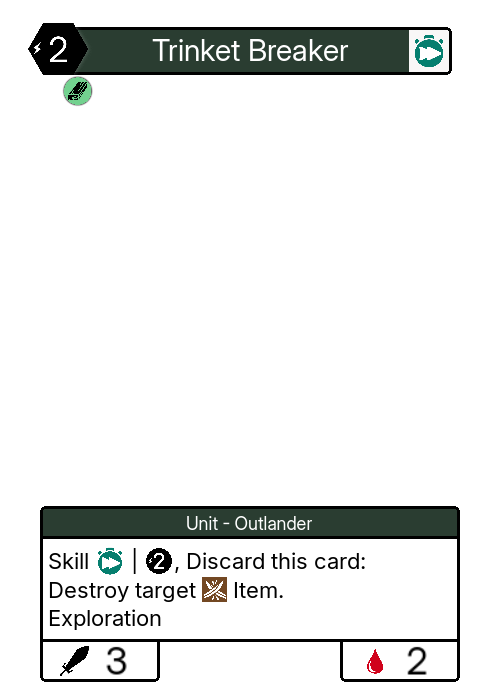 2 Trinket Breaker
Unit - Outlander
Skill | 2, Discard this card:
Destroy target Item.
Exploration
3 2